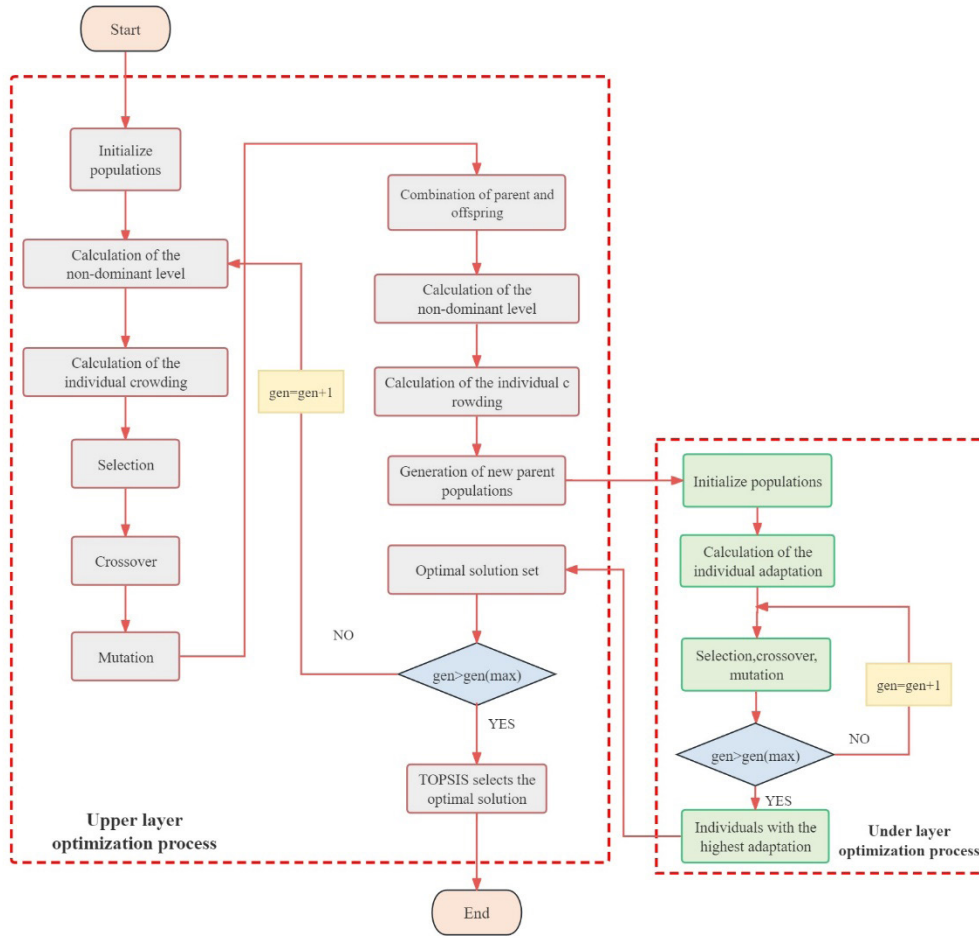 Start
Initialize
populations
Calculation of the
non-dominant level
Calculation of the
individual crowding
Selection
Crossover
Mutation
gen=gen+1
Combination of parent and
offspring
Calculation of the
non-dominant level
Calculation of the individual c
rowding
Generation of new parent
populations
Optimal solution set
NO
gen>gen(max)
YES
TOPSIS selects the
optimal solution
Upper layer
optimization process
End
Initialize populations
Calculation of the
individual adaptation
Selection,crossover,
mutation
gen=gen+1
gen>gen(max)
NO
YES
Individuals with the
highest adaptation
Under layer
optimization process